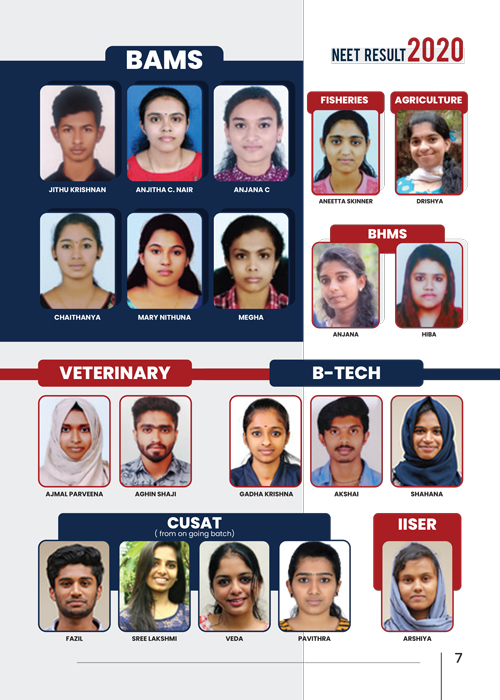 NEET RESULT 2020
BAMS
JITHU KRISHNAN
ANJITHA C. NAIR
ANJANA C
CHAITHANYA
MARY NITHUNA
MEGHA
FISHERIES
ANEETTA SKINNER
AGRICULTURE
DRISHYA
BHMS
ANJANA
HIBA
VETERINARY
AJMAL PARVEENA
AGHIN SHAJI
B-TECH
GADHA KRISHNA
AKSHAI
SHAHANA
CUSAT
( from on going batch)
FAZIL
SREE LAKSHMI
VEDA
PAVITHRA
IISER
ARSHIYA
7